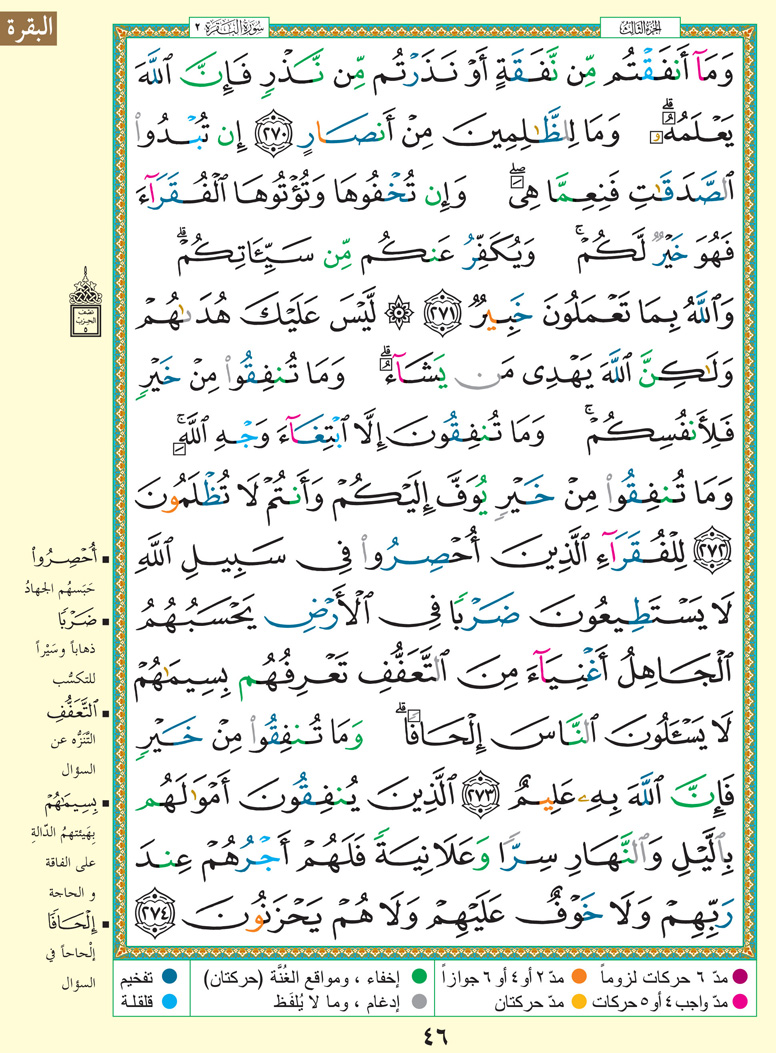 البقرة
الجزء الثالث
سورة البقرة ٢
وَمَآ أَنفَقْتُم مِّن نَّفَقَةٍ أَوْ نَذَرْتُم مِّن نَّذْرٍ فَإِنَّ ٱللَّهَ
يَعْلَمُهُۥ ۗ وَمَا لِلظَّٰلِمِينَ مِنْ أَنصَارٍ ﴿٢٧٠﴾ إِن تُبْدُوا۟
ٱلصَّدَقَٰتِ فَنِعِمَّا هِىَ ۖ وَإِن تُخْفُوهَا وَتُؤْتُوهَا ٱلْفُقَرَآءَ
فَهُوَ خَيْرٌ لَّكُمْ ۚ وَيُكَفِّرُ عَنكُم مِّن سَيِّـَٔاتِكُمْ ۗ
وَٱللَّهُ بِمَا تَعْمَلُونَ خَبِيرٌ ﴿٢٧١﴾ ۞ لَّيْسَ عَلَيْكَ هُدَىٰهُمْ
وَلَٰكِنَّ ٱللَّهَ يَهْدِى مَن يَشَآءُ ۗ وَمَا تُنفِقُوا۟ مِنْ خَيْرٍ
فَلِأَنفُسِكُمْ ۚ وَمَا تُنفِقُونَ إِلَّا ٱبْتِغَآءَ وَجْهِ ٱللَّهِ ۚ
وَمَا تُنفِقُوا۟ مِنْ خَيْرٍ يُوَفَّ إِلَيْكُمْ وَأَنتُمْ لَا تُظْلَمُونَ
﴿٢٧٢﴾ لِلْفُقَرَآءِ ٱلَّذِينَ أُحْصِرُوا۟ فِى سَبِيلِ ٱللَّهِ
لَا يَسْتَطِيعُونَ ضَرْبًا فِى ٱلْأَرْضِ يَحْسَبُهُمُ
ٱلْجَاهِلُ أَغْنِيَآءَ مِنَ ٱلتَّعَفُّفِ تَعْرِفُهُم بِسِيمَٰهُمْ
لَا يَسْـَٔلُونَ ٱلنَّاسَ إِلْحَافًا ۗ وَمَا تُنفِقُوا۟ مِنْ خَيْرٍ
فَإِنَّ ٱللَّهَ بِهِۦ عَلِيمٌ ﴿٢٧٣﴾ ٱلَّذِينَ يُنفِقُونَ أَمْوَٰلَهُم
بِٱلَّيْلِ وَٱلنَّهَارِ سِرًّا وَعَلَانِيَةً فَلَهُمْ أَجْرُهُمْ عِندَ
رَبِّهِمْ وَلَا خَوْفٌ عَلَيْهِمْ وَلَا هُمْ يَحْزَنُونَ ﴿٢٧٤﴾
نصف
الحزب
٥
أُحْصِرُوا۟
حَبَسهُم الجهادُ
ضَرْبًا
ذهاباً وسَيْراً
للتكسُّب
ٱلتَّعَفُّفِ
التَّنَزُّه عن
السؤال
بِسِيمَٰهُمْ
بِهَيئتهمُ الدّالةِ
على الفاقة
و الحاجة
إِلْحَافًا
إلْحاحاً في
السؤال
مدّ ٦ حركات لزوماً
مدّ ٢ أو ٤ أو ٦ جوازاً
إخفاء ، ومواقع الغُنَّة (حركتان)
تفخيم
مدّ واجب ٤ أو ٥ حركات
مدّ حركتان
إدغام ، وما لا يُلفَظ
قلقلة
٤٦